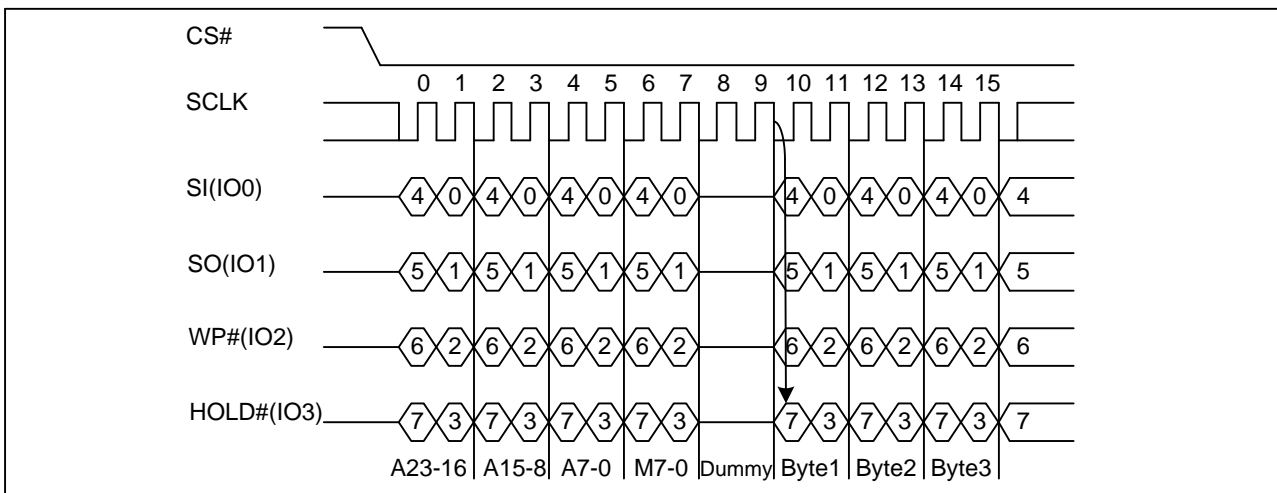 CS#
0 1 2 3 4 5 6 7 8 9 10 11 12 13 14 15
SCLK
SI(IO0) 4 0 4 0 4 0 4 0 4 0 4 0 4 0 4
SO(IO1) 5 1 5 1 5 1 5 1 5 1 5 1 5 1 5
WP#(IO2) 6 2 6 2 6 2 6 2 6 2 6 2 6 2 6
HOLD#(IO3) 7 3 7 3 7 3 7 3 7 3 7 3 7 3 7
A23-16 A15-8 A7-0 M7-0 Dummy Byte1 Byte2 Byte3